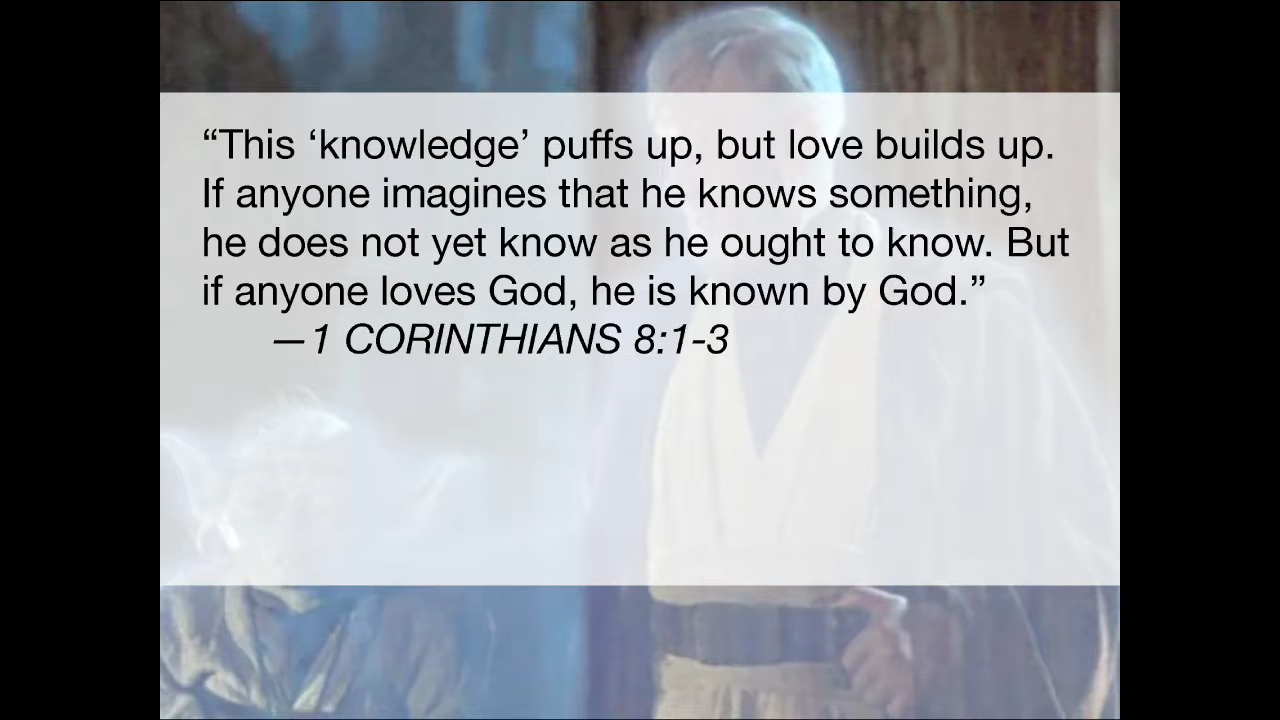 “This ‘knowledge’ puffs up, but love builds up.
If anyone imagines that he knows something,
he does not yet know as he ought to know. But
if anyone loves God, he is known by God.”
—1 CORINTHIANS 8:1-3